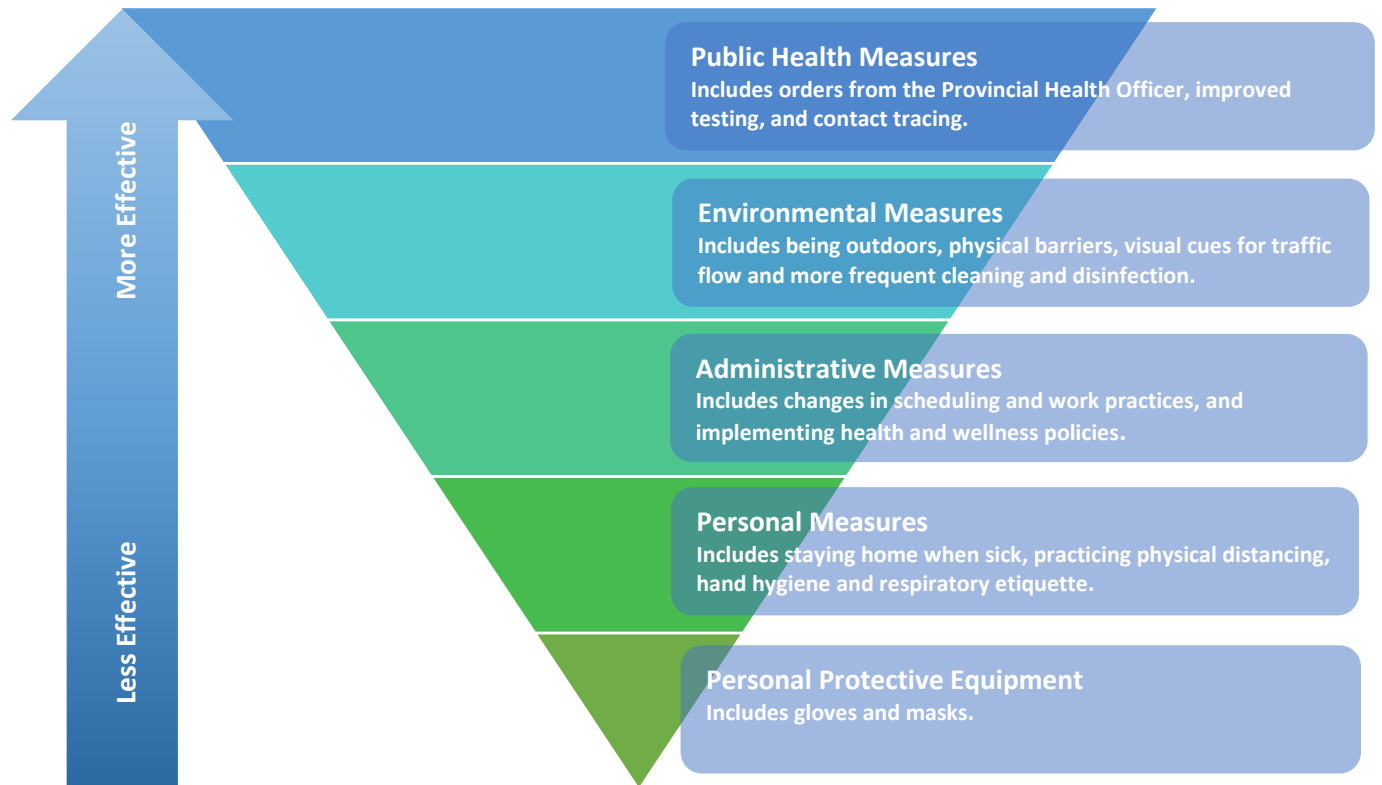 More Effective
Less Effective
Public Health Measures
Includes orders from the Provincial Health Officer, improved
testing, and contact tracing.
Environmental Measures
Includes being outdoors, physical barriers, visual cues for traffic
flow and more frequent cleaning and disinfection.
Administrative Measures
Includes changes in scheduling and work practices, and
implementing health and wellness policies.
Personal Measures
Includes staying home when sick, practicing physical distancing,
hand hygiene and respiratory etiquette.
Personal Protective Equipment
Includes gloves and masks.